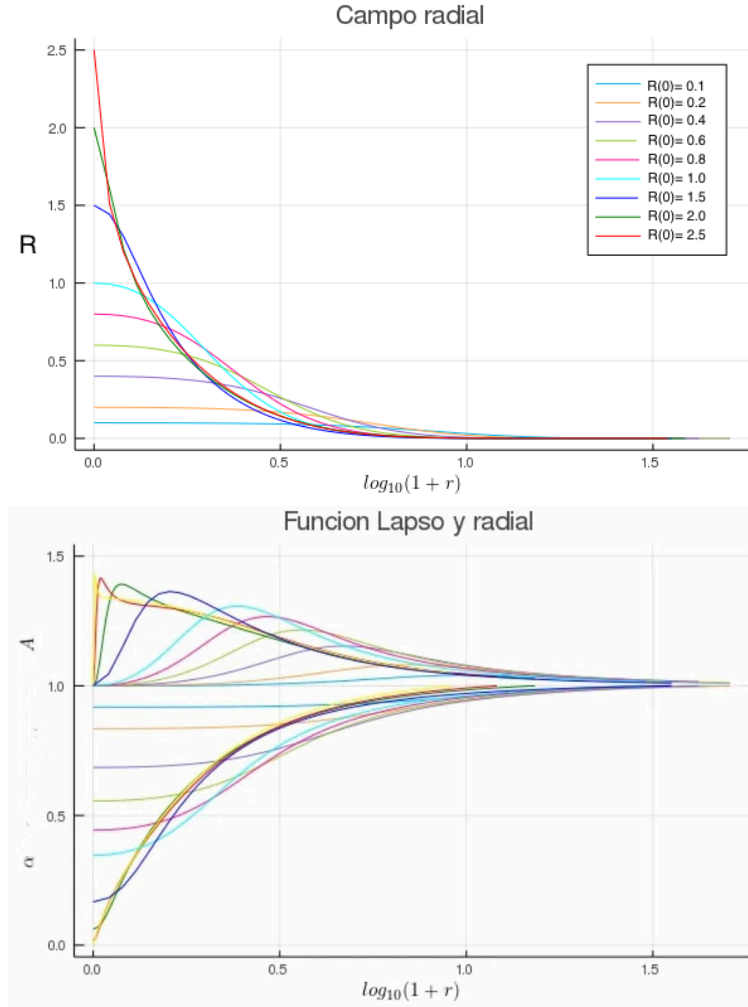 Campo radial
2.5
2.0
1.5
1.0
0.5
0.0
R
R(0)= 0.1
R(0)= 0.2
R(0)= 0.4
R(0)= 0.6
R(0)= 0.8
R(0)= 1.0
R(0)= 1.5
R(0)= 2.0
R(0)= 2.5
0.0 0.5 1.0 1.5
log₁₀(1 + r)
Funcion Lapso y radial
1.5
A
1.0
0.5
α
0.0
0.0 0.5 1.0 1.5
log₁₀(1 + r)